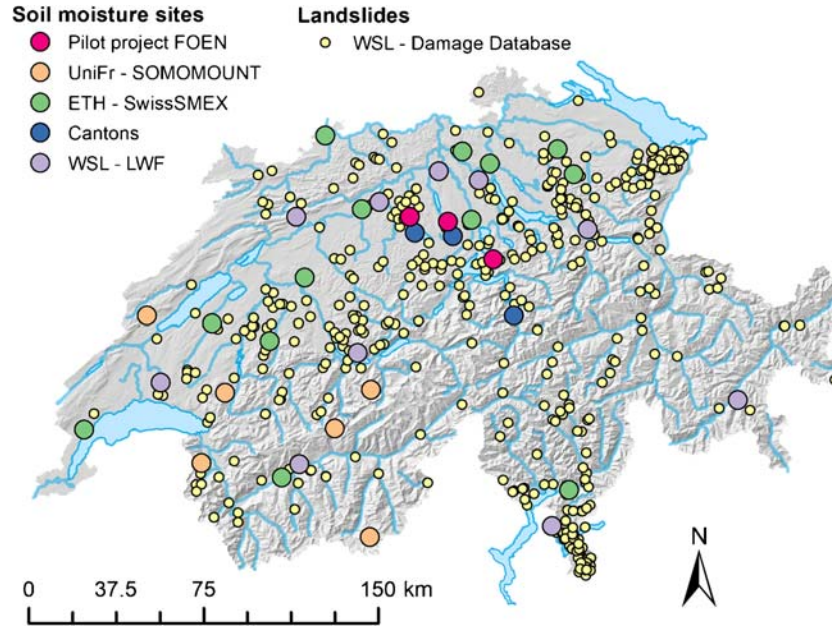 Soil moisture sites
Pilot project FOEN
UniFr - SOMOMOUNT
ETH - SwissSMEX
Cantons
WSL - LWF
Landslides
WSL - Damage Database
N
0 37.5 75 150 km